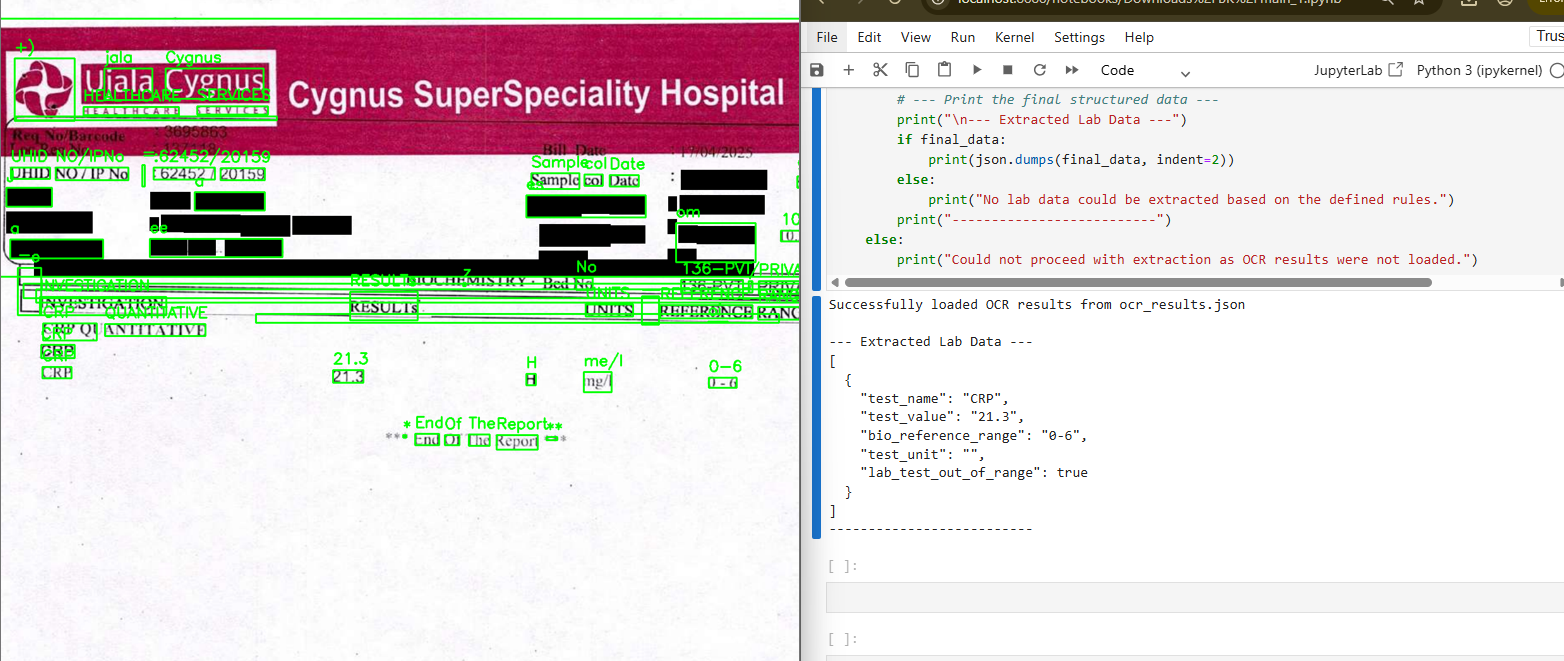 +)
jala Cygnus
Ujala Cygnus
HEALTHCARE SERVICES
HEALTHCARE SERVICES
Cygnus SuperSpeciality Hospital
Req No/Barcode : 3695863
Bill Date : 17/04/2025
UHID NO/IPNo =.62452/20159
Sample col Date
UHID NO / IP No : 62452 / 20159
Sample col Date :
a
es
om
10
a
ee
No
136-PVT/PRIVA
BIOCHEMISTRY - Bed No
INVESTIGATION RESULTs UNITS REFERENCE
INVESTIGATION RESULTs UNITS REFERENCE RANG
CRP QUANTITATIVE
CRP QUANTITATIVE
CRP
CRP
CRP
CRP
21.3 H me/l 0-6
21.3 H mg/l 0 - 6
* EndOf TheReport**
*** End Of The Report ***
File Edit View Run Kernel Settings Help
Trus
Code
JupyterLab Python 3 (ipykernel)
# --- Print the final structured data ---
print("\n--- Extracted Lab Data ---")
if final_data:
print(json.dumps(final_data, indent=2))
else:
print("No lab data could be extracted based on the defined rules.")
print("--------------------------")
else:
print("Could not proceed with extraction as OCR results were not loaded.")
Successfully loaded OCR results from ocr_results.json
--- Extracted Lab Data ---
[
{
"test_name": "CRP",
"test_value": "21.3",
"bio_reference_range": "0-6",
"test_unit": "",
"lab_test_out_of_range": true
}
]
--------------------------
[ ]:
[ ]: